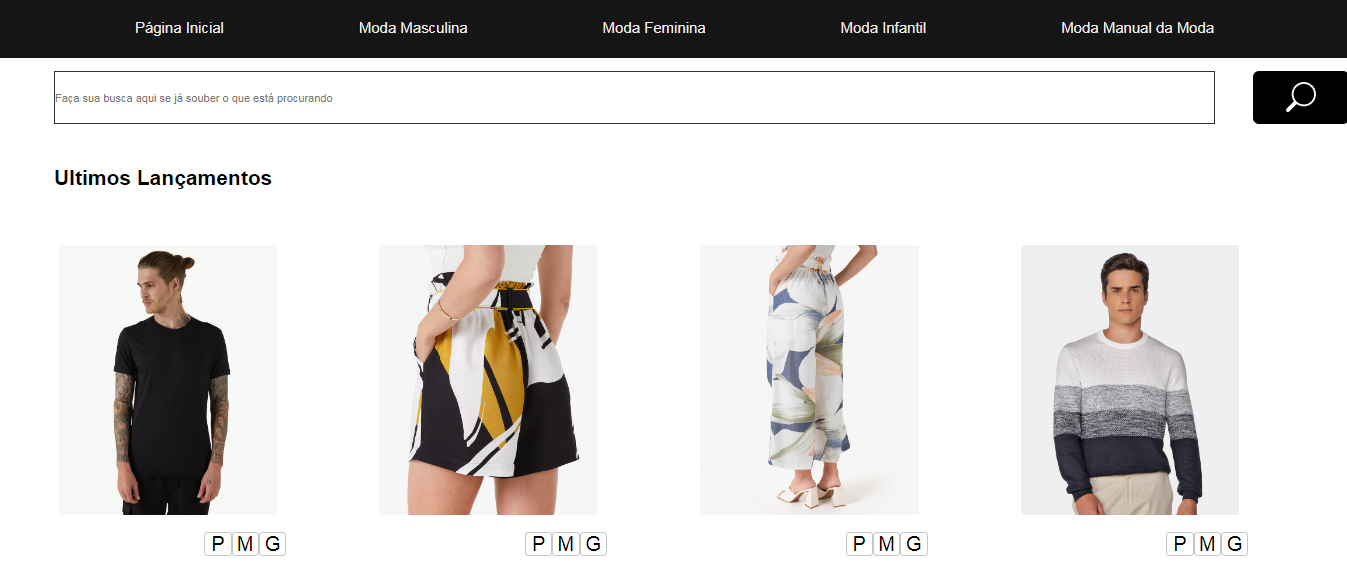 Página Inicial Moda Masculina Moda Feminina Moda Infantil Moda Manual da Moda
Faça sua busca aqui se já souber o que está procurando
Ultimos Lançamentos
P M G P M G P M G P M G